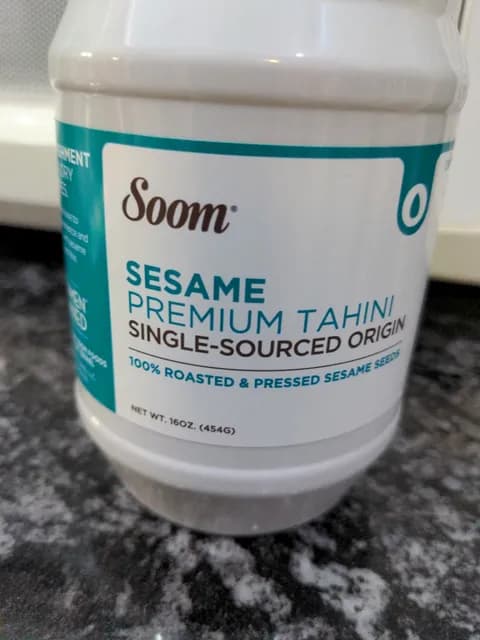 Soom®
SESAME
PREMIUM TAHINI
SINGLE-SOURCED ORIGIN
100% ROASTED & PRESSED SESAME SEEDS
NET WT. 16OZ. (454G)